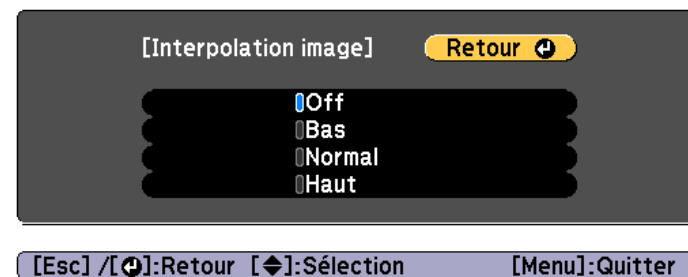 [Interpolation image] Retour
Off
Bas
Normal
Haut
[Esc] /[ ]:Retour [ ]:Sélection [Menu]:Quitter